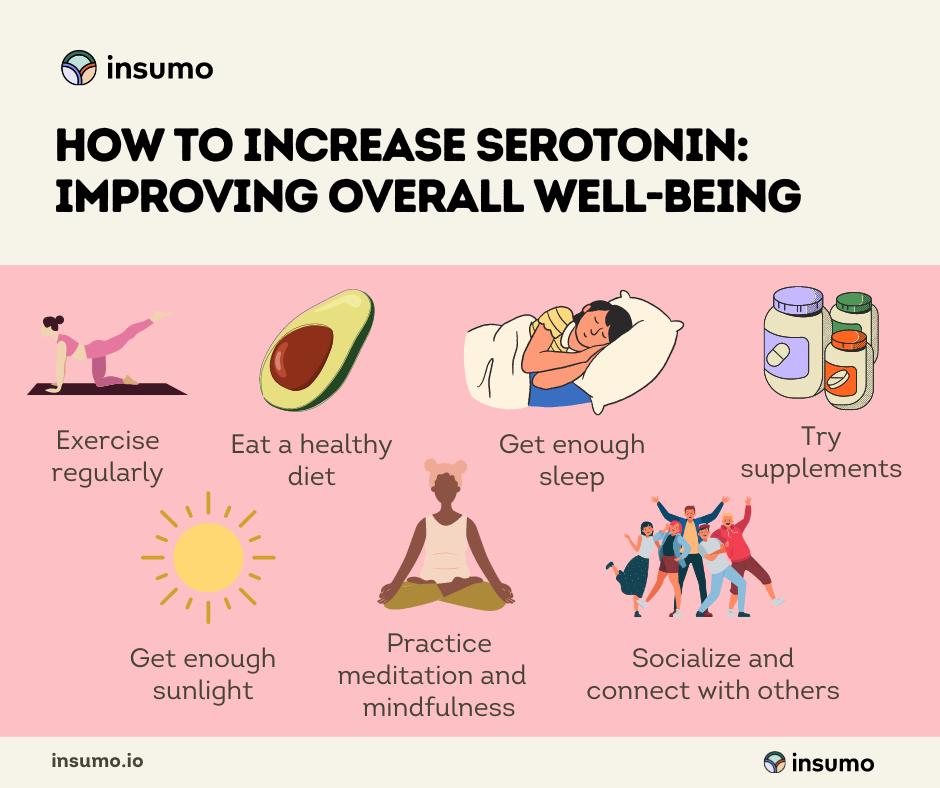 insumo
HOW TO INCREASE SEROTONIN:
IMPROVING OVERALL WELL-BEING
Exercise
regularly
Eat a healthy
diet
Get enough
sleep
Try
supplements
Get enough
sunlight
Practice
meditation and
mindfulness
Socialize and
connect with others
insumo.io
insumo